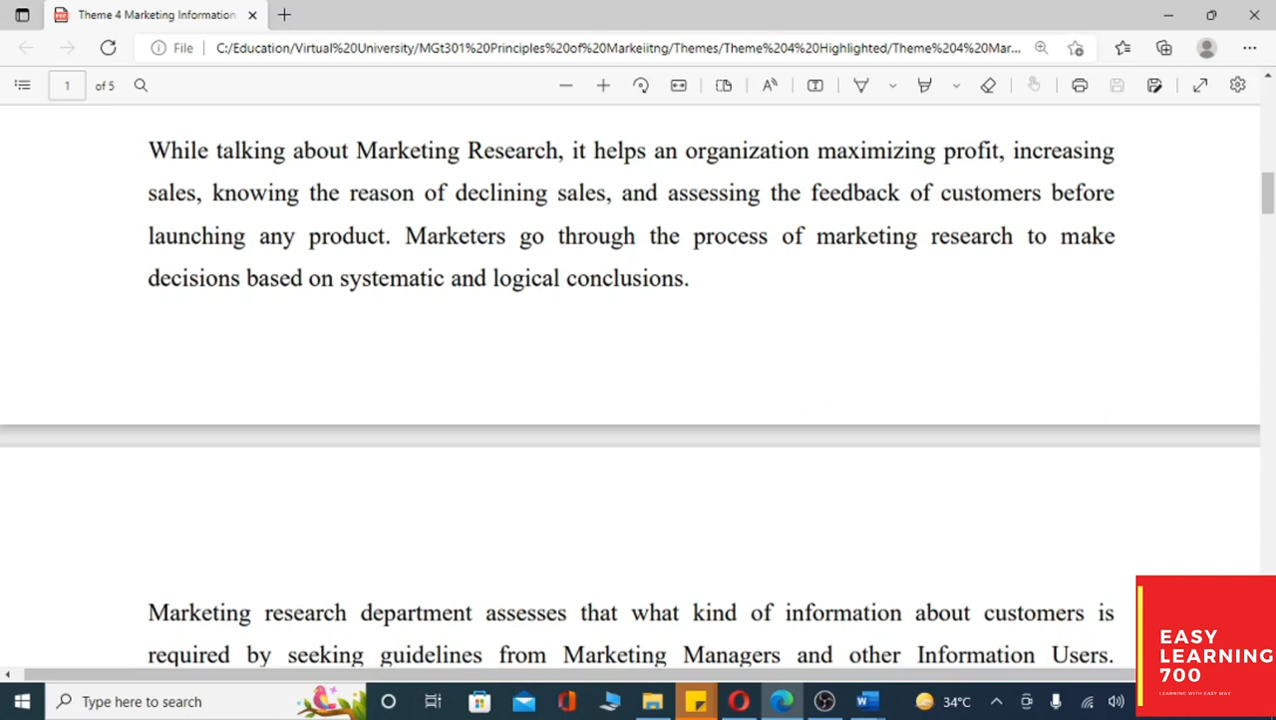 Theme 4 Marketing Information
File
C:/Education/Virtual%20University/MGt301%20Principles%20of%20Markeiitng/Themes/Theme%204%20Highlighted/Theme%204%20Mar...
1 of 5
While talking about Marketing Research, it helps an organization maximizing profit, increasing
sales, knowing the reason of declining sales, and assessing the feedback of customers before
launching any product. Marketers go through the process of marketing research to make
decisions based on systematic and logical conclusions.
Marketing research department assesses that what kind of information about customers is
required by seeking guidelines from Marketing Managers and other Information Users.
EASY
LEARNING
700
LEARNING WITH EASY WAY
Type here to search
34°C